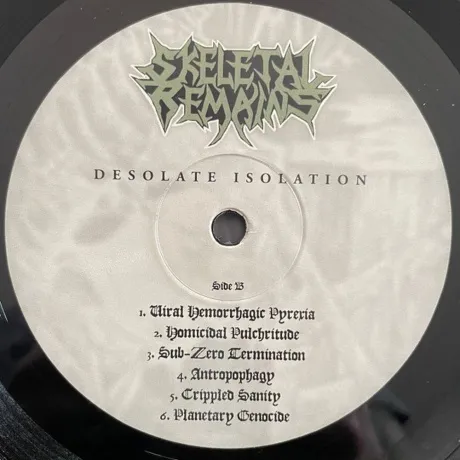 SKELETAL
REMAINS
DESOLATE ISOLATION
Side B
1. Viral Hemorrhagic Pyrexia
2. Homicidal Pulchritude
3. Sub-Zero Termination
4. Antropophagy
5. Crippled Sanity
6. Planetary Genocide